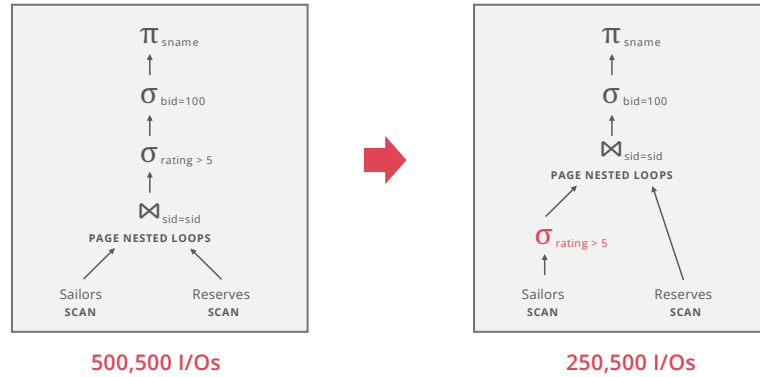 π sname
σ bid=100
σ rating > 5
⋈ sid=sid
PAGE NESTED LOOPS
Sailors
SCAN
Reserves
SCAN
500,500 I/Os
π sname
σ bid=100
⋈ sid=sid
PAGE NESTED LOOPS
σ rating > 5
Sailors
SCAN
Reserves
SCAN
250,500 I/Os